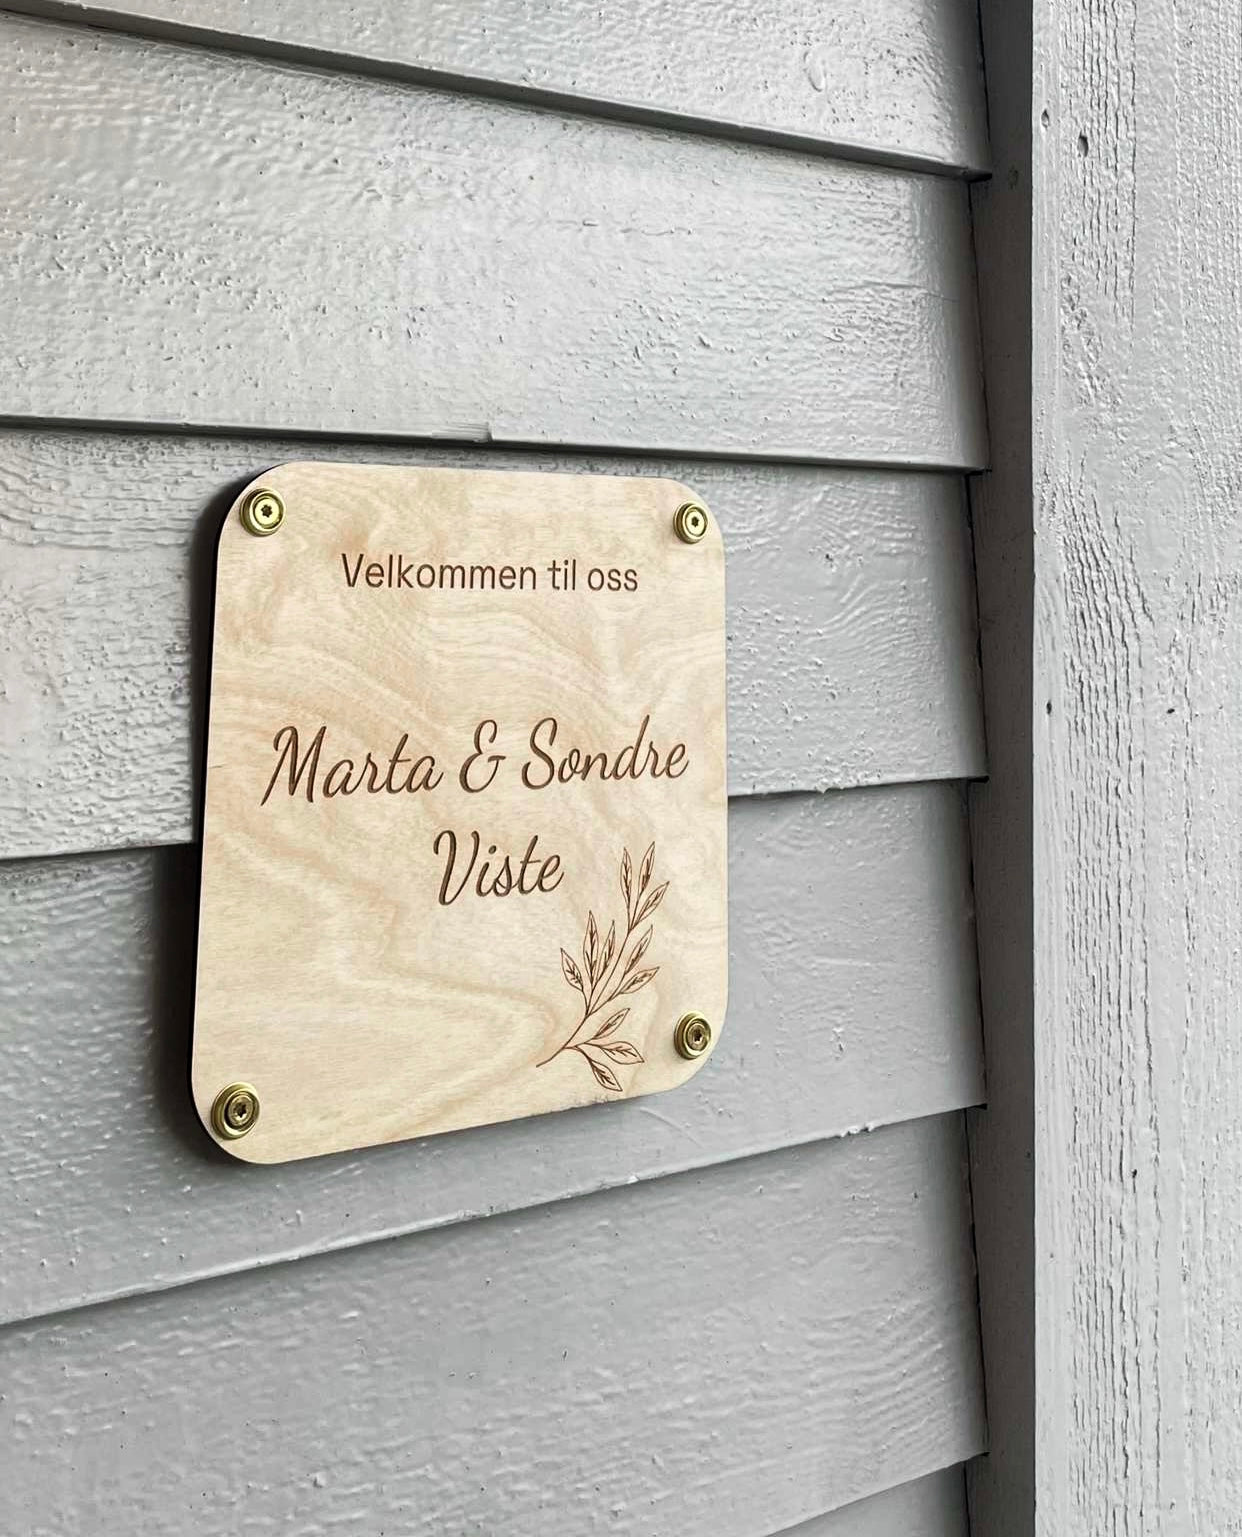 Velkommen til oss
Marta & Sondre
Viste